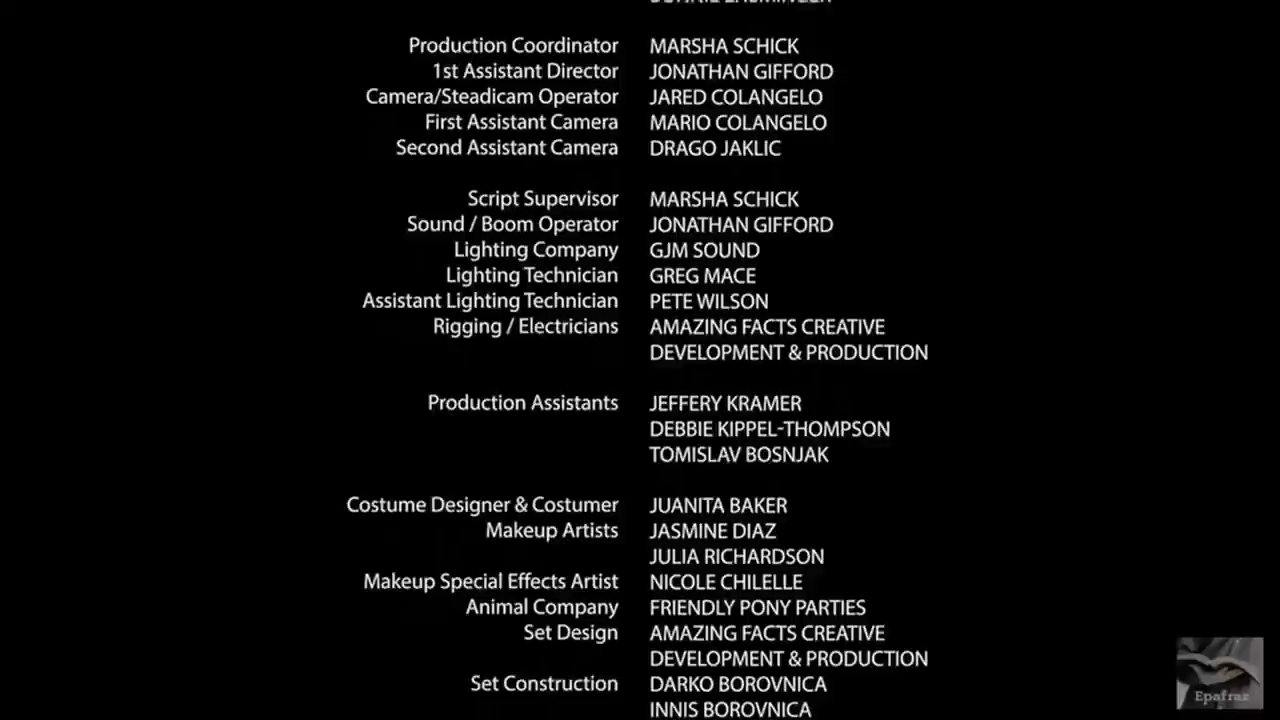 Production Coordinator MARSHA SCHICK
1st Assistant Director JONATHAN GIFFORD
Camera/Steadicam Operator JARED COLANGELO
First Assistant Camera MARIO COLANGELO
Second Assistant Camera DRAGO JAKLIC
Script Supervisor MARSHA SCHICK
Sound / Boom Operator JONATHAN GIFFORD
Lighting Company GJM SOUND
Lighting Technician GREG MACE
Assistant Lighting Technician PETE WILSON
Rigging / Electricians AMAZING FACTS CREATIVE
DEVELOPMENT & PRODUCTION
Production Assistants JEFFERY KRAMER
DEBBIE KIPPEL-THOMPSON
TOMISLAV BOSNJAK
Costume Designer & Costumer JUANITA BAKER
Makeup Artists JASMINE DIAZ
JULIA RICHARDSON
Makeup Special Effects Artist NICOLE CHILELLE
Animal Company FRIENDLY PONY PARTIES
Set Design AMAZING FACTS CREATIVE
DEVELOPMENT & PRODUCTION
Set Construction DARKO BOROVNICA
INNIS BOROVNICA
Epafras